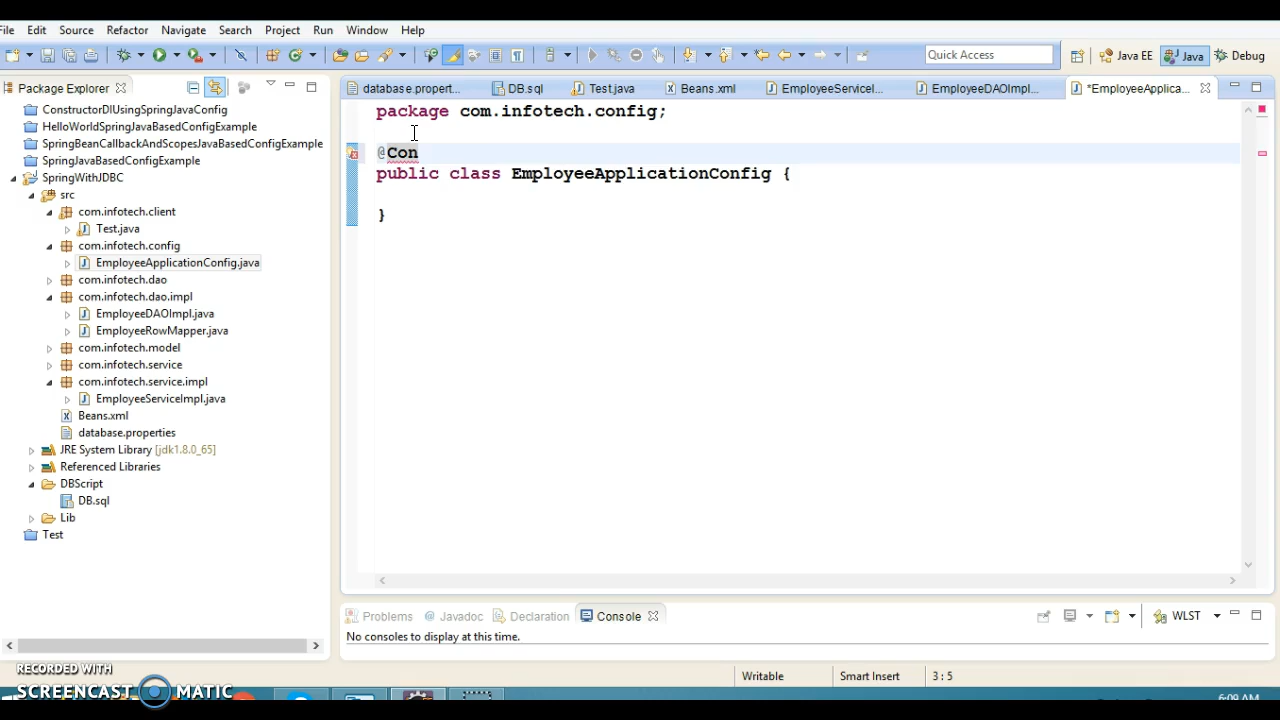 File Edit Source Refactor Navigate Search Project Run Window Help
Quick Access Java EE Java Debug
Package Explorer
database.propert... DB.sql Test.java Beans.xml EmployeeServiceI... EmployeeDAOImpl... *EmployeeApplica...
ConstructorDIUsingSpringJavaConfig
HelloWorldSpringJavaBasedConfigExample
SpringBeanCallbackAndScopesJavaBasedConfigExample
SpringJavaBasedConfigExample
SpringWithJDBC
src
com.infotech.client
Test.java
com.infotech.config
EmployeeApplicationConfig.java
com.infotech.dao
com.infotech.dao.impl
EmployeeDAOImpl.java
EmployeeRowMapper.java
com.infotech.model
com.infotech.service
com.infotech.service.impl
EmployeeServiceImpl.java
Beans.xml
database.properties
JRE System Library [jdk1.8.0_65]
Referenced Libraries
DBScript
DB.sql
Lib
Test
package com.infotech.config;
@Con
public class EmployeeApplicationConfig {
}
Problems @ Javadoc Declaration Console WLST
No consoles to display at this time.
Writable Smart Insert 3 : 5
RECORDED WITH
SCREENCAST MATIC
6:09 AM